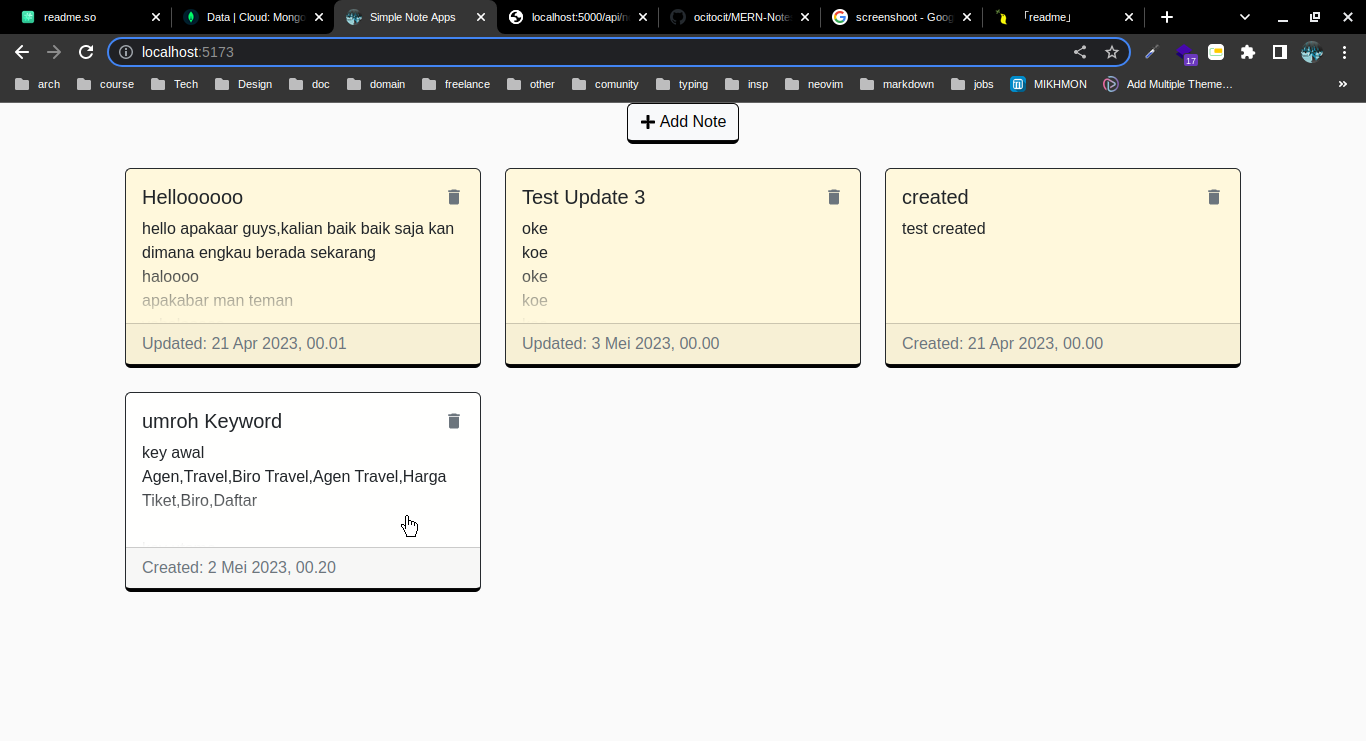 readme.so
Data | Cloud: Mongo
Simple Note Apps
localhost:5000/api/n
ocitocit/MERN-Note
screenshoot - Goog
「readme」
localhost:5173
17
arch
course
Tech
Design
doc
domain
freelance
other
comunity
typing
insp
neovim
markdown
jobs
MIKHMON
Add Multiple Theme…
Add Note
Helloooooo
hello apakaar guys,kalian baik baik saja kan
dimana engkau berada sekarang
haloooo
apakabar man teman
Updated: 21 Apr 2023, 00.01
Test Update 3
oke
koe
oke
koe
Updated: 3 Mei 2023, 00.00
created
test created
Created: 21 Apr 2023, 00.00
umroh Keyword
key awal
Agen,Travel,Biro Travel,Agen Travel,Harga
Tiket,Biro,Daftar
Created: 2 Mei 2023, 00.20